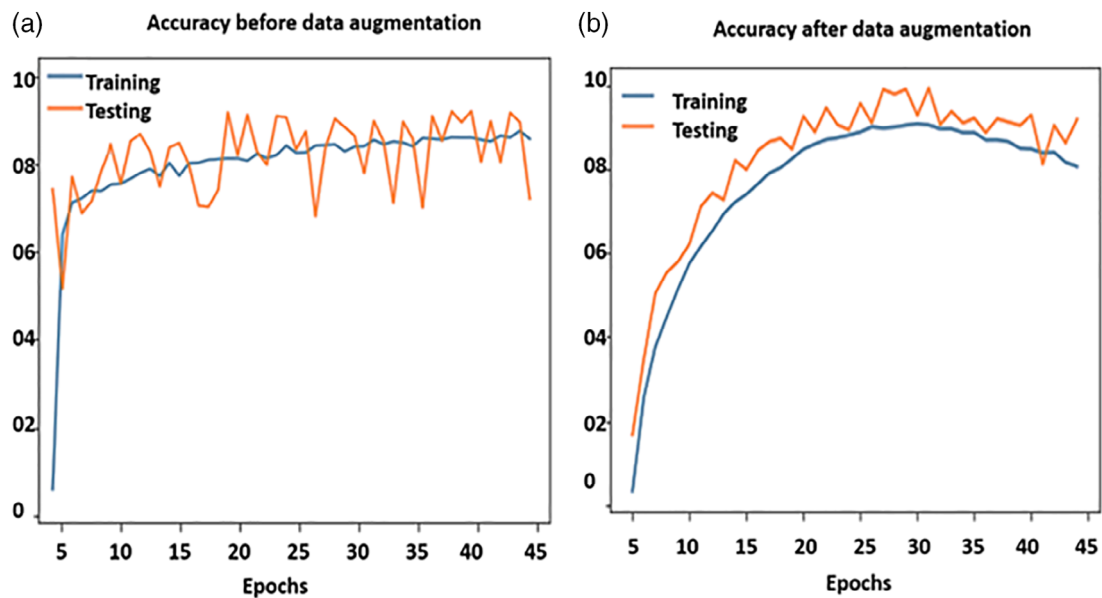 (a) Accuracy before data augmentation
10
Training
Testing
08
06
04
02
0
5 10 15 20 25 30 35 40 45
Epochs
(b) Accuracy after data augmentation
10
Training
Testing
08
06
04
02
0
5 10 15 20 25 30 35 40 45
Epochs